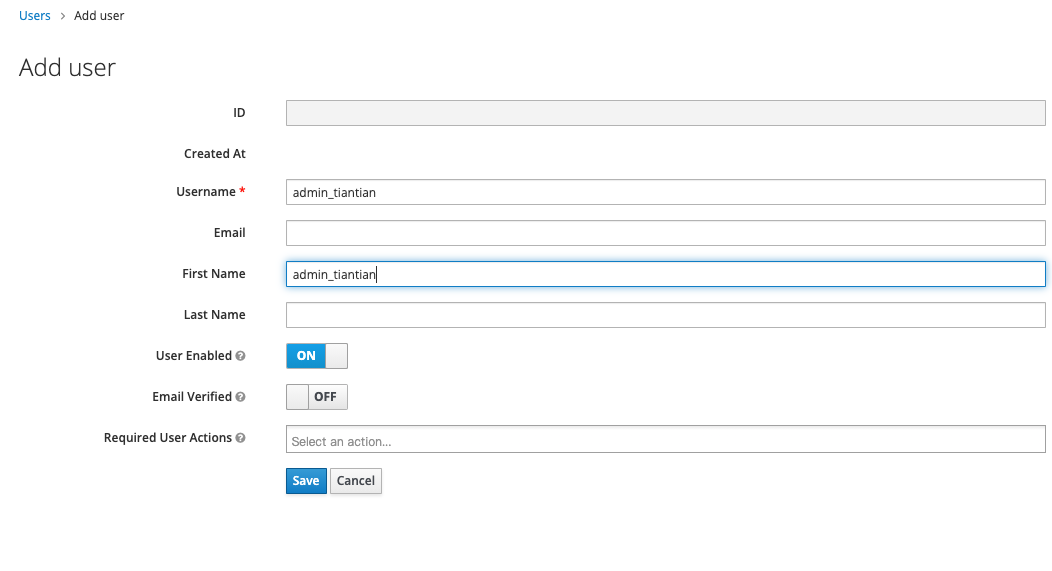 Users > Add user
Add user
ID
Created At
Username * admin_tiantian
Email
First Name admin_tiantian
Last Name
User Enabled ? ON
Email Verified ? OFF
Required User Actions ? Select an action...
Save Cancel